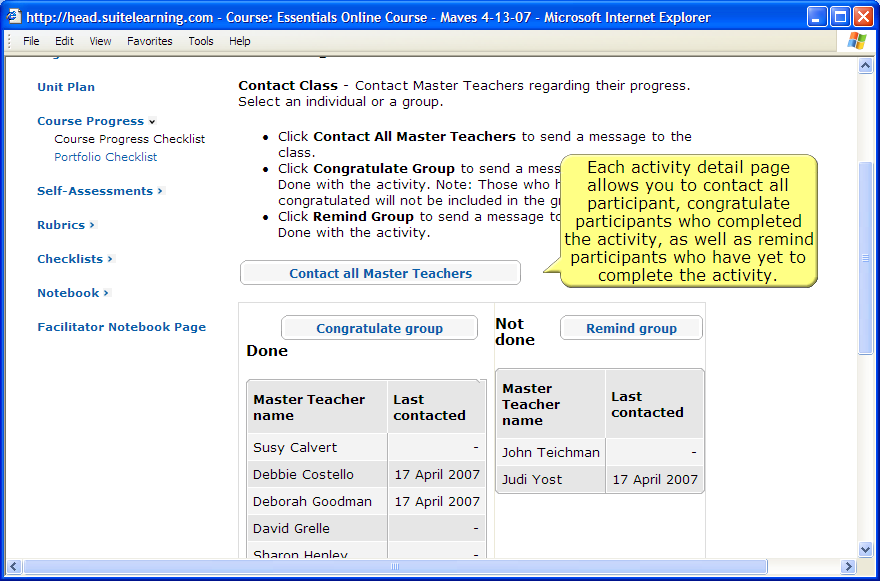 http://head.suitelearning.com - Course: Essentials Online Course - Maves 4-13-07 - Microsoft Internet Explorer
File Edit View Favorites Tools Help
Unit Plan
Course Progress
Course Progress Checklist
Portfolio Checklist
Self-Assessments ›
Rubrics ›
Checklists ›
Notebook ›
Facilitator Notebook Page
Contact Class - Contact Master Teachers regarding their progress.
Select an individual or a group.
• Click Contact All Master Teachers to send a message to the
class.
• Click Congratulate Group to send a mess
Done with the activity. Note: Those who h
congratulated will not be included in the g
• Click Remind Group to send a message to
Done with the activity.
Each activity detail page
allows you to contact all
participant, congratulate
participants who completed
the activity, as well as remind
participants who have yet to
complete the activity.
Contact all Master Teachers
Congratulate group
Done
Master Teacher
name
Last
contacted
Susy Calvert -
Debbie Costello 17 April 2007
Deborah Goodman 17 April 2007
David Grelle -
Sharon Henley -
Not
done
Remind group
Master
Teacher
name
Last
contacted
John Teichman -
Judi Yost 17 April 2007